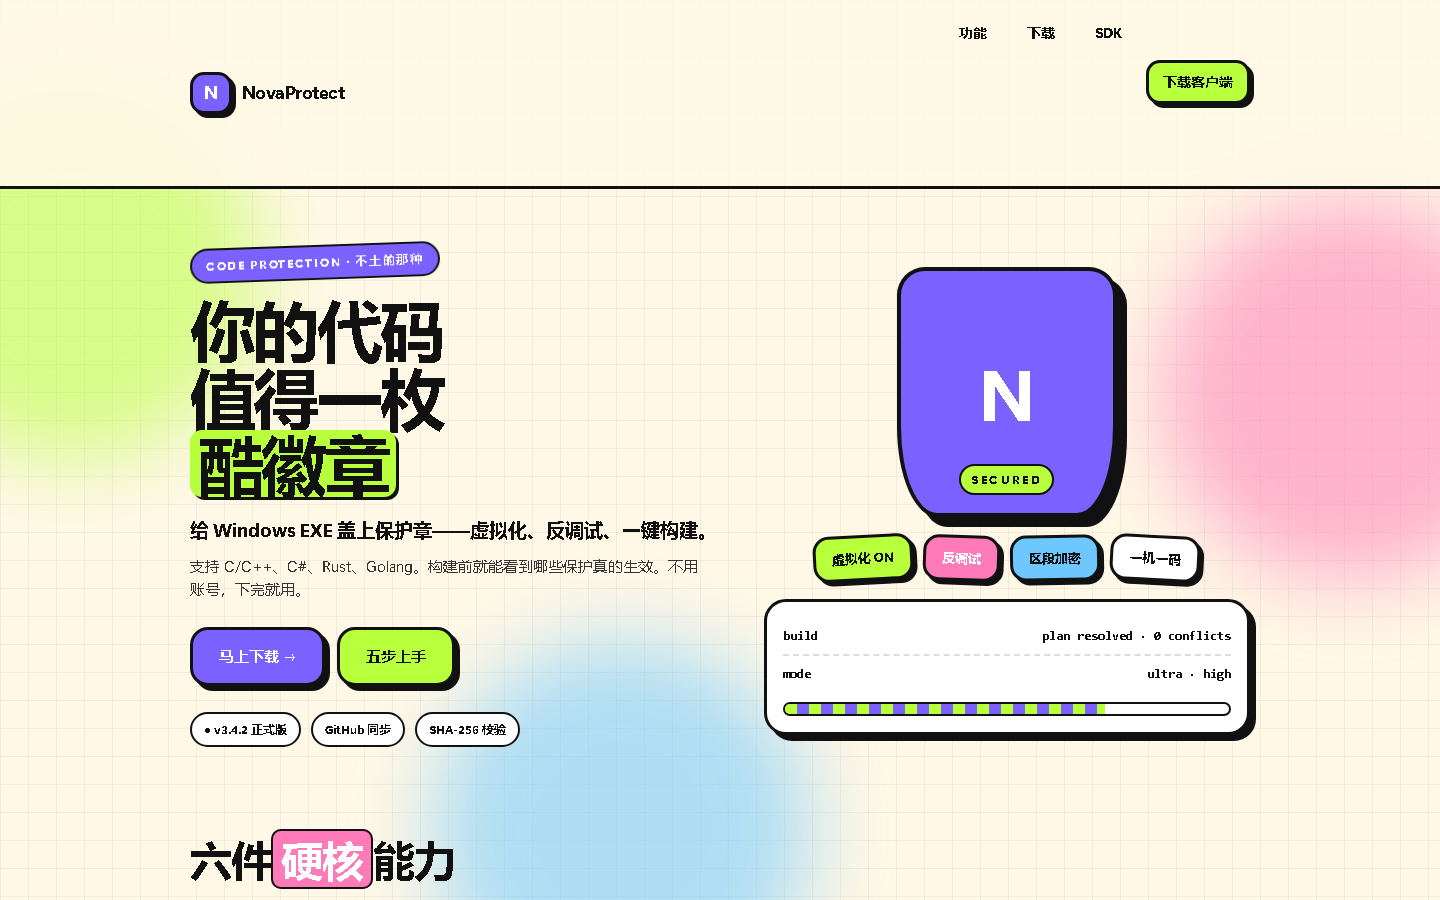 功能 下载 SDK
下载客户端
N NovaProtect
CODE PROTECTION · 不土的那种
你的代码
值得一枚
酷徽章
给 Windows EXE 盖上保护章——虚拟化、反调试、一键构建。
支持 C/C++、C#、Rust、Golang。构建前就能看到哪些保护真的生效。不用
账号，下完就用。
马上下载 → 五步上手
• v3.4.2 正式版 GitHub 同步 SHA-256 校验
N
SECURED
虚拟化 ON 反调试 区段加密 一机一码
build plan resolved · 0 conflicts
mode ultra · high
六件硬核能力